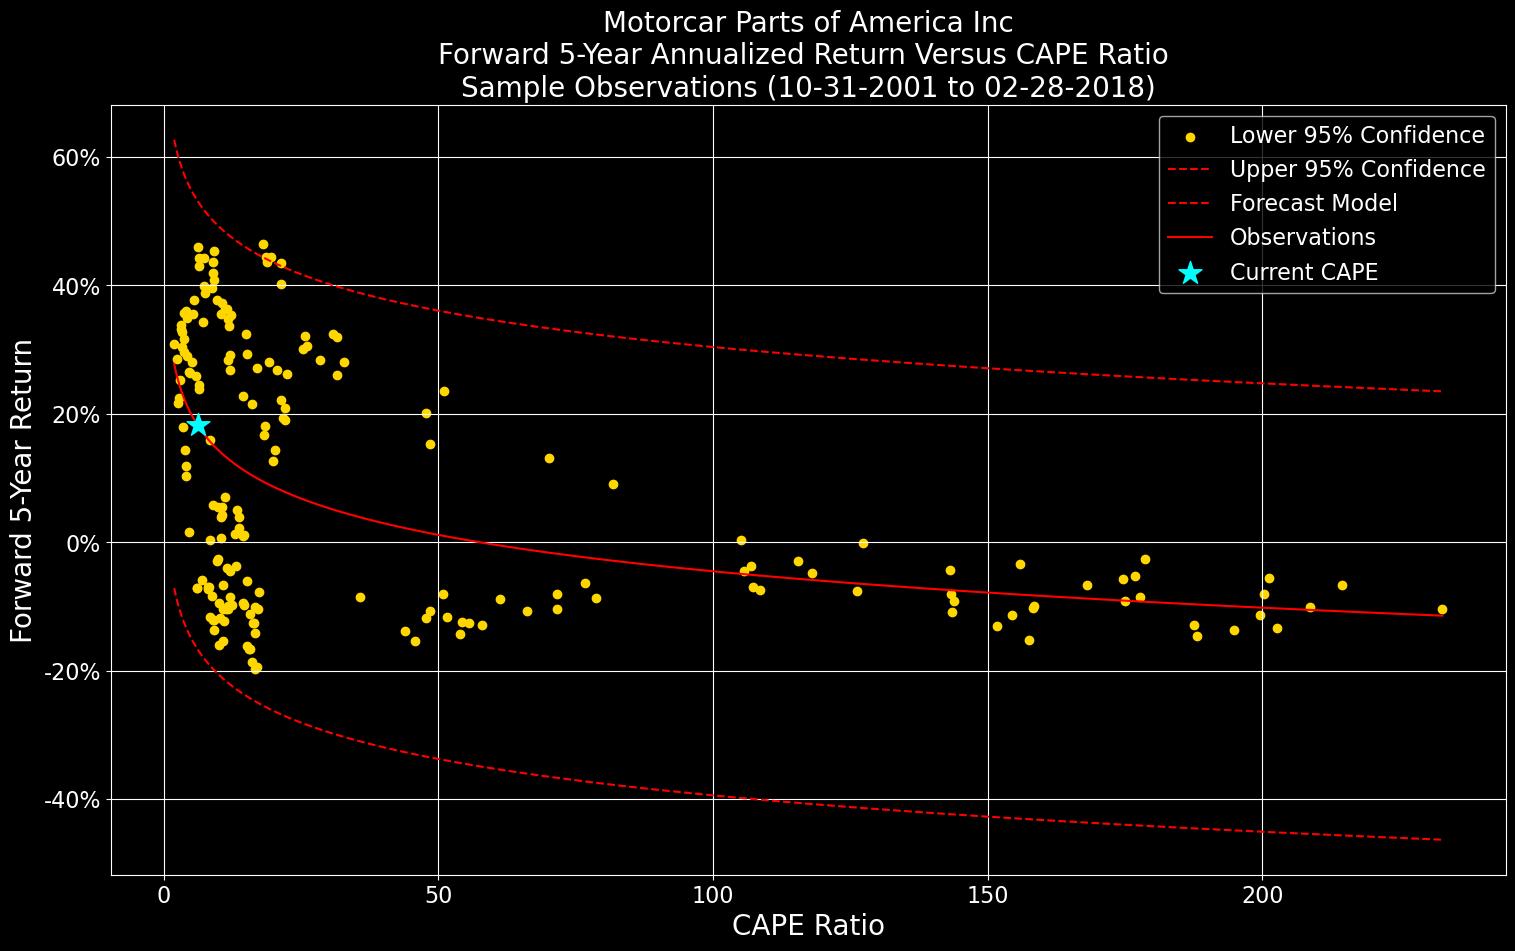 Motorcar Parts of America Inc
Forward 5-Year Annualized Return Versus CAPE Ratio
Sample Observations (10-31-2001 to 02-28-2018)
Lower 95% Confidence
Upper 95% Confidence
Forecast Model
Observations
Current CAPE
Forward 5-Year Return
60%
40%
20%
0%
-20%
-40%
0 50 100 150 200
CAPE Ratio